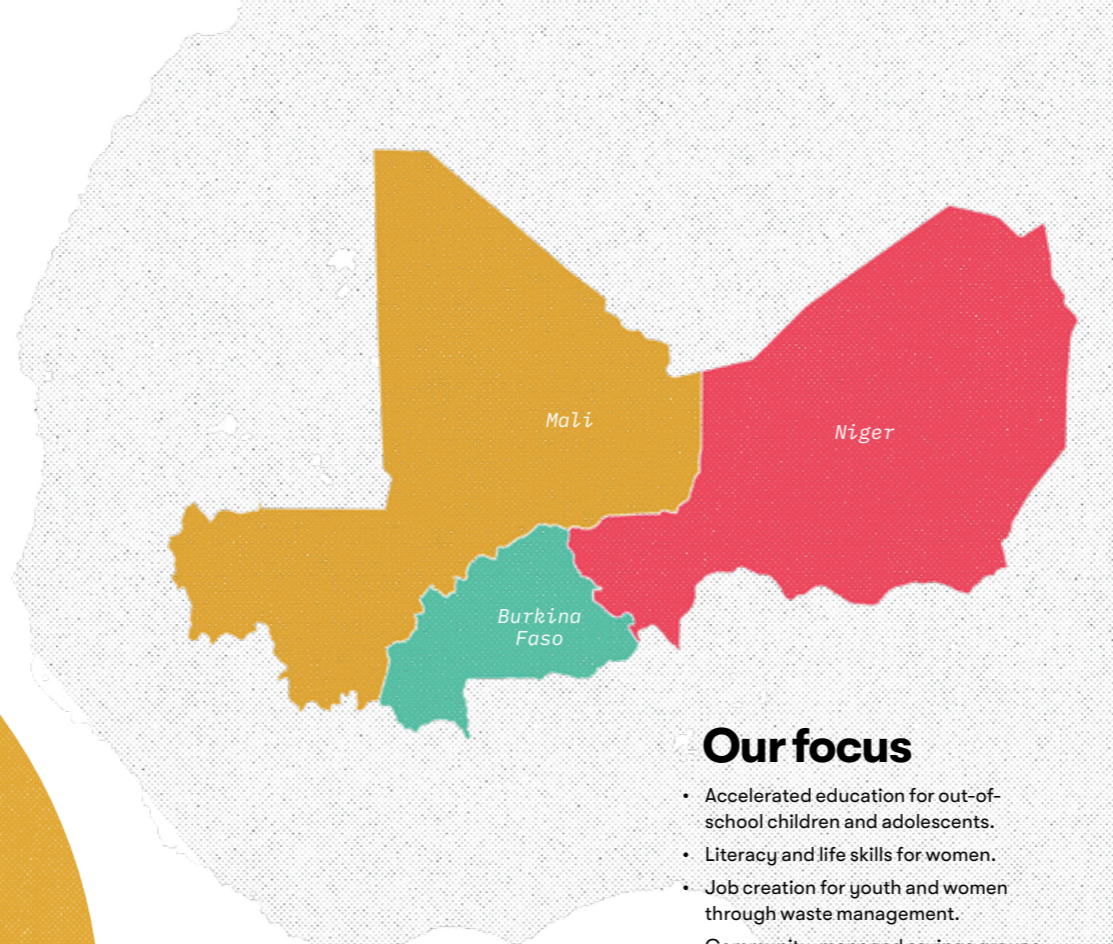 Mali
Niger
Burkina
Faso
Our focus
• Accelerated education for out-of-
school children and adolescents.
• Literacy and life skills for women.
• Job creation for youth and women
through waste management.